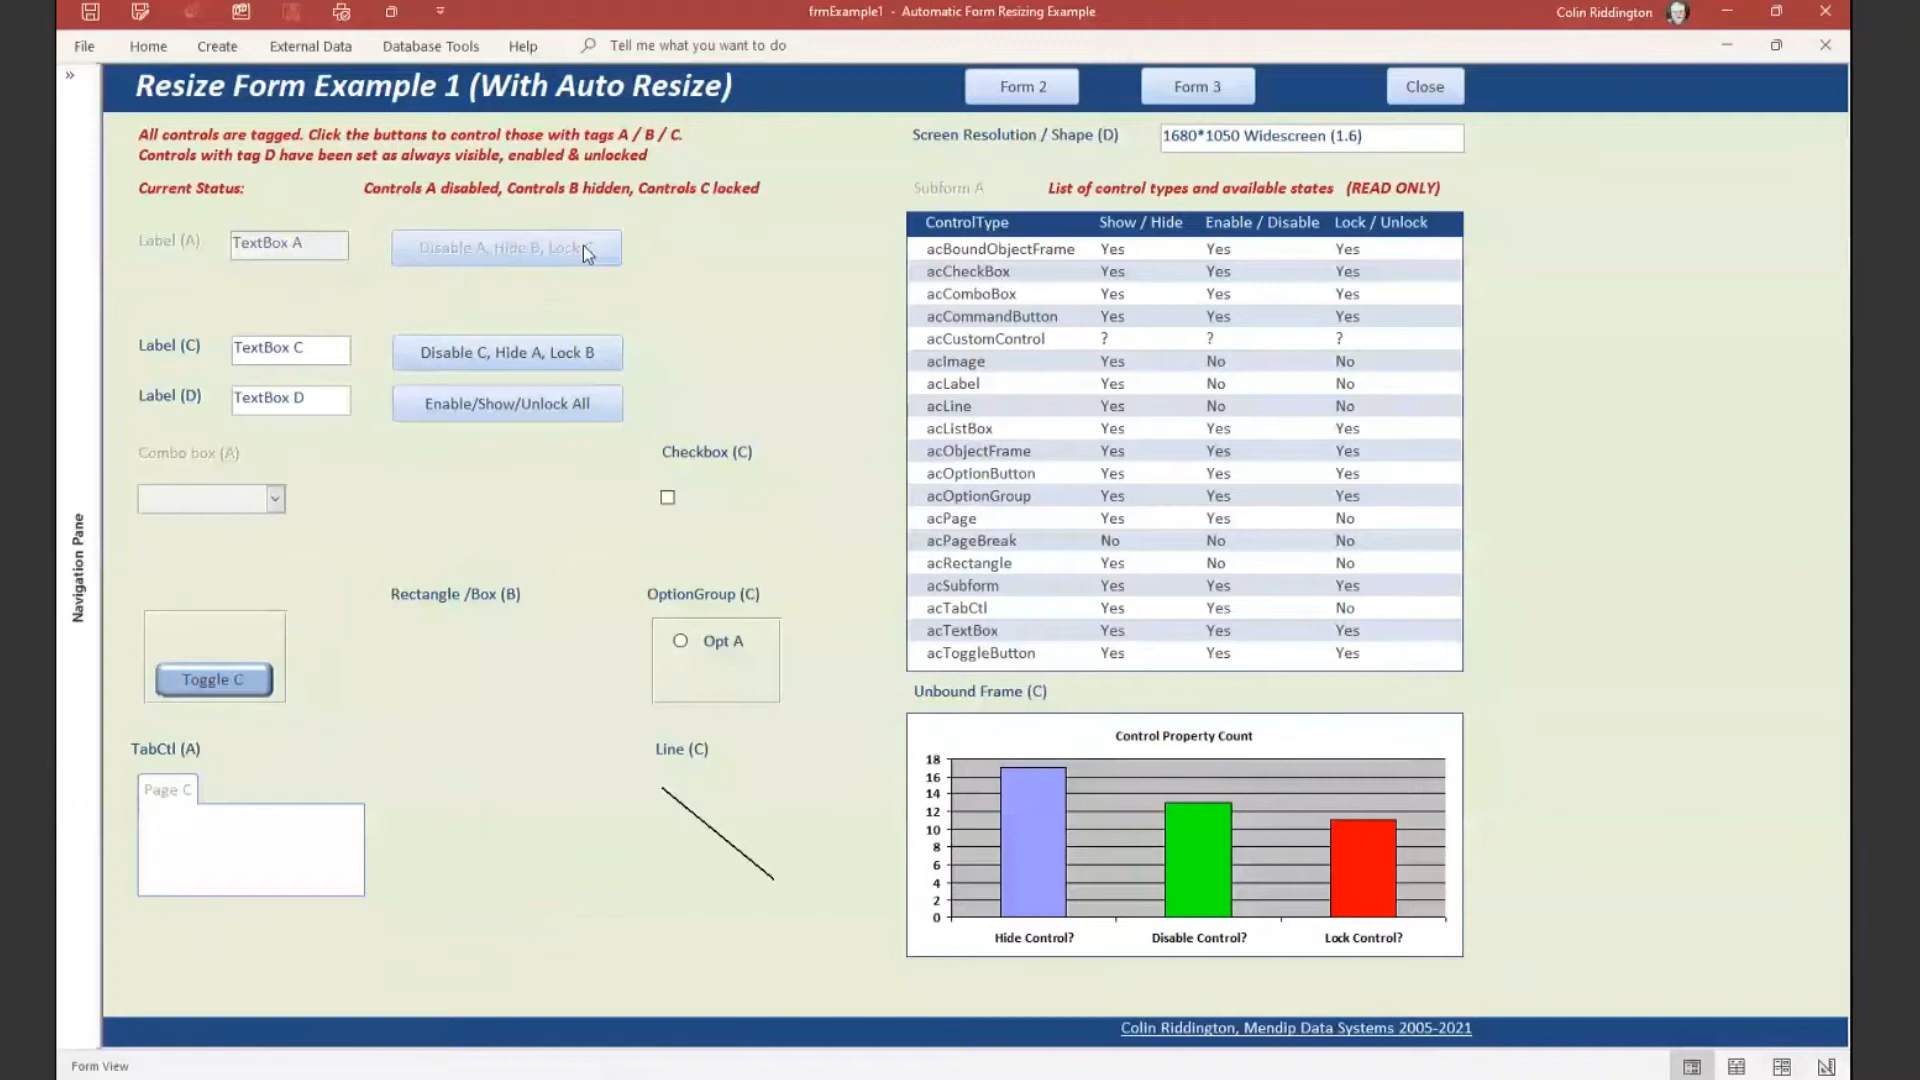 frmExample1 - Automatic Form Resizing Example
Colin Riddington
File Home Create External Data Database Tools Help Tell me what you want to do
Resize Form Example 1 (With Auto Resize)
Form 2 Form 3 Close
All controls are tagged. Click the buttons to control those with tags A / B / C.
Controls with tag D have been set as always visible, enabled & unlocked
Current Status: Controls A disabled, Controls B hidden, Controls C locked
Label (A) TextBox A Disable A, Hide B, Lock C
Label (C) TextBox C Disable C, Hide A, Lock B
Label (D) TextBox D Enable/Show/Unlock All
Combo box (A) Checkbox (C)
Rectangle /Box (B) OptionGroup (C)
Opt A
Toggle C
TabCtl (A) Line (C)
Page C
Navigation Pane
Screen Resolution / Shape (D) 1680*1050 Widescreen (1.6)
Subform A List of control types and available states (READ ONLY)
ControlType Show / Hide Enable / Disable Lock / Unlock
acBoundObjectFrame Yes Yes Yes
acCheckBox Yes Yes Yes
acComboBox Yes Yes Yes
acCommandButton Yes Yes Yes
acCustomControl ? ? ?
acImage Yes No No
acLabel Yes No No
acLine Yes No No
acListBox Yes Yes Yes
acObjectFrame Yes Yes Yes
acOptionButton Yes Yes Yes
acOptionGroup Yes Yes Yes
acPage Yes Yes No
acPageBreak No No No
acRectangle Yes No No
acSubform Yes Yes Yes
acTabCtl Yes Yes No
acTextBox Yes Yes Yes
acToggleButton Yes Yes Yes
Unbound Frame (C)
Control Property Count
18
16
14
12
10
8
6
4
2
0
Hide Control? Disable Control? Lock Control?
Colin Riddington, Mendip Data Systems 2005-2021
Form View